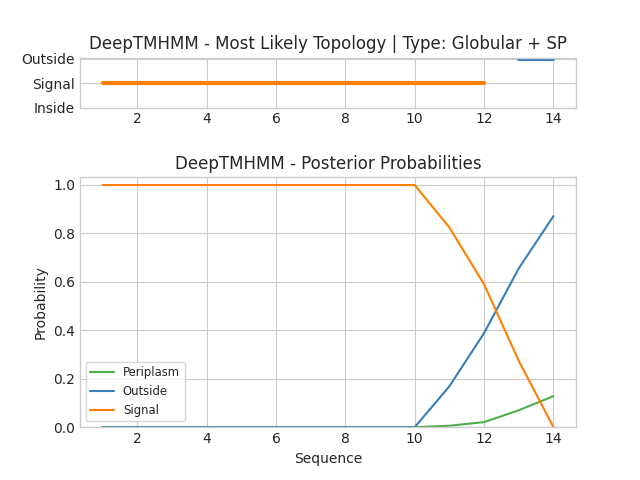 DeepTMHMM - Most Likely Topology | Type: Globular + SP
Outside
Signal
Inside
2 4 6 8 10 12 14
DeepTMHMM - Posterior Probabilities
1.0
0.8
0.6
0.4
0.2
0.0
Probability
Periplasm
Outside
Signal
2 4 6 8 10 12 14
Sequence